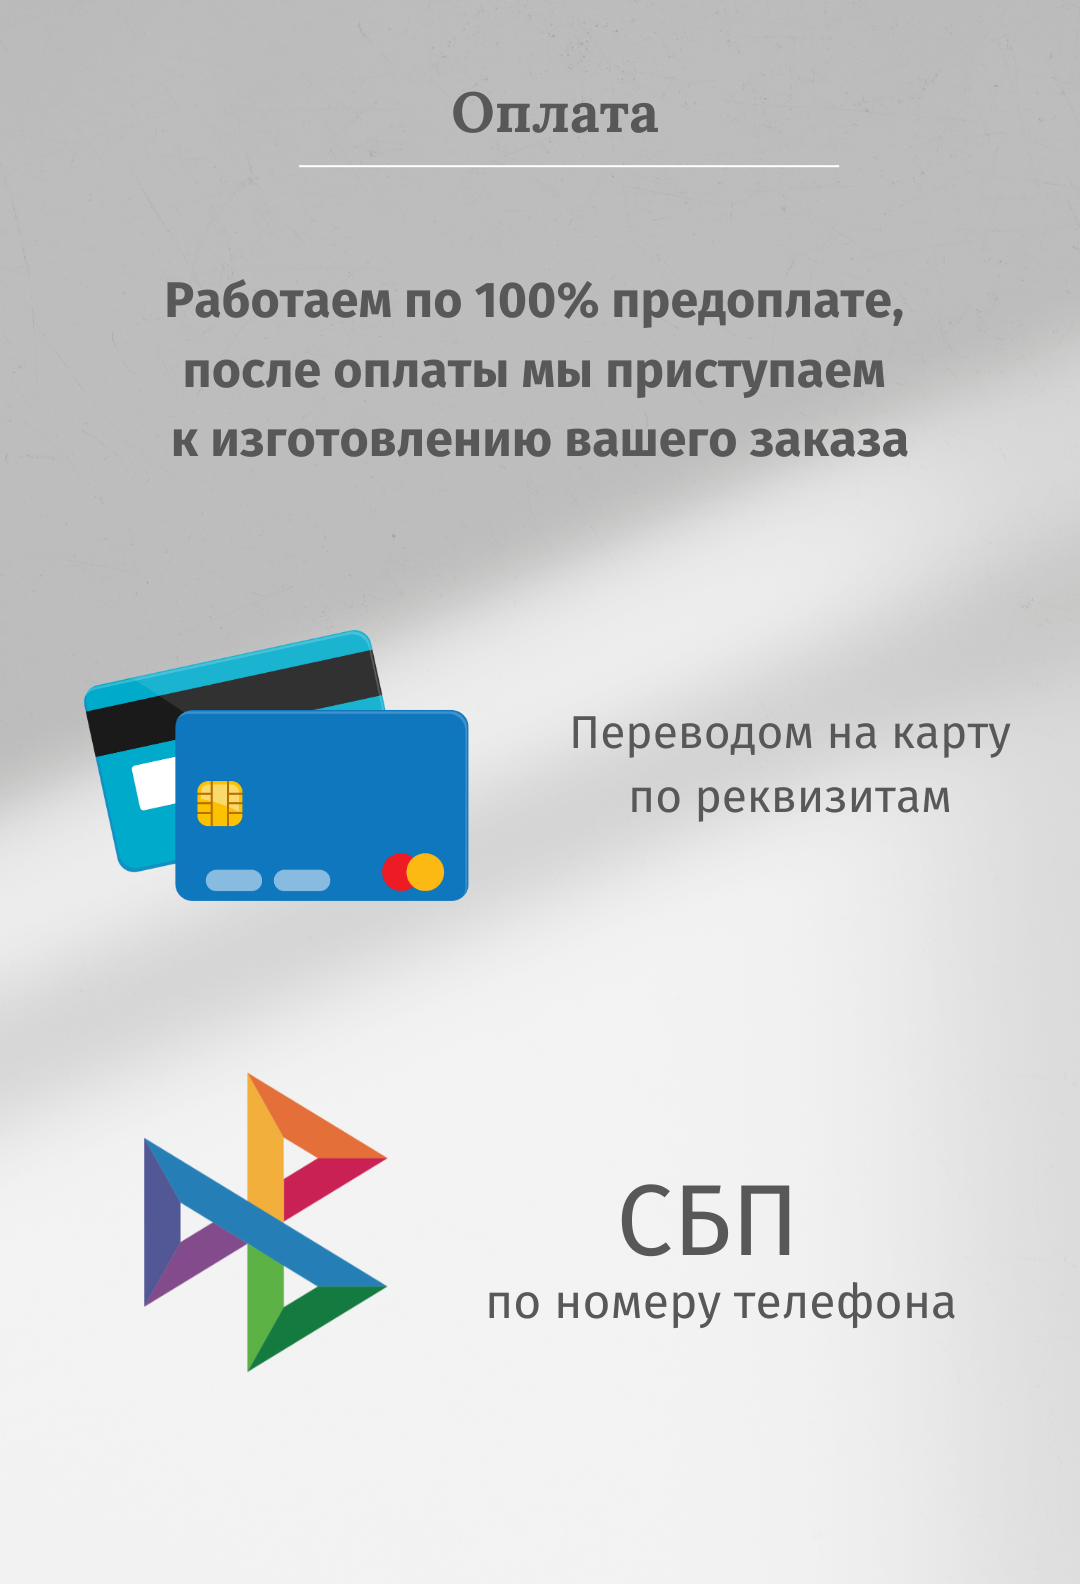 Оплата
Работаем по 100% предоплате,
после оплаты мы приступаем
к изготовлению вашего заказа
Переводом на карту
по реквизитам
СБП
по номеру телефона